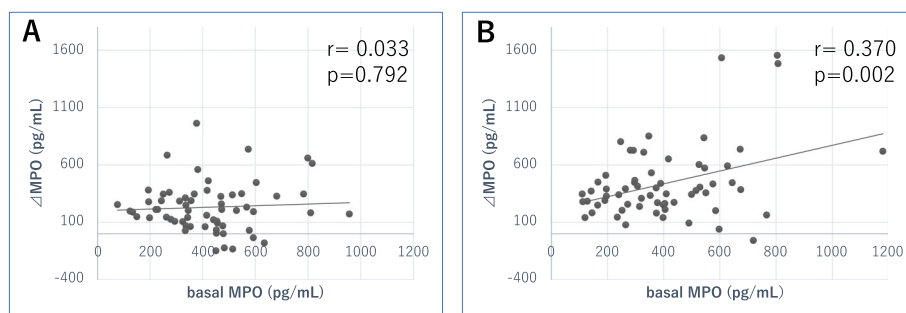 A
r= 0.033
p=0.792
1600
1100
600
100
-400
⊿MPO (pg/mL)
0 200 400 600 800 1000 1200
basal MPO (pg/mL)
B
r= 0.370
p=0.002
1600
1100
600
100
-400
⊿MPO (pg/mL)
0 200 400 600 800 1000 1200
basal MPO (pg/mL)